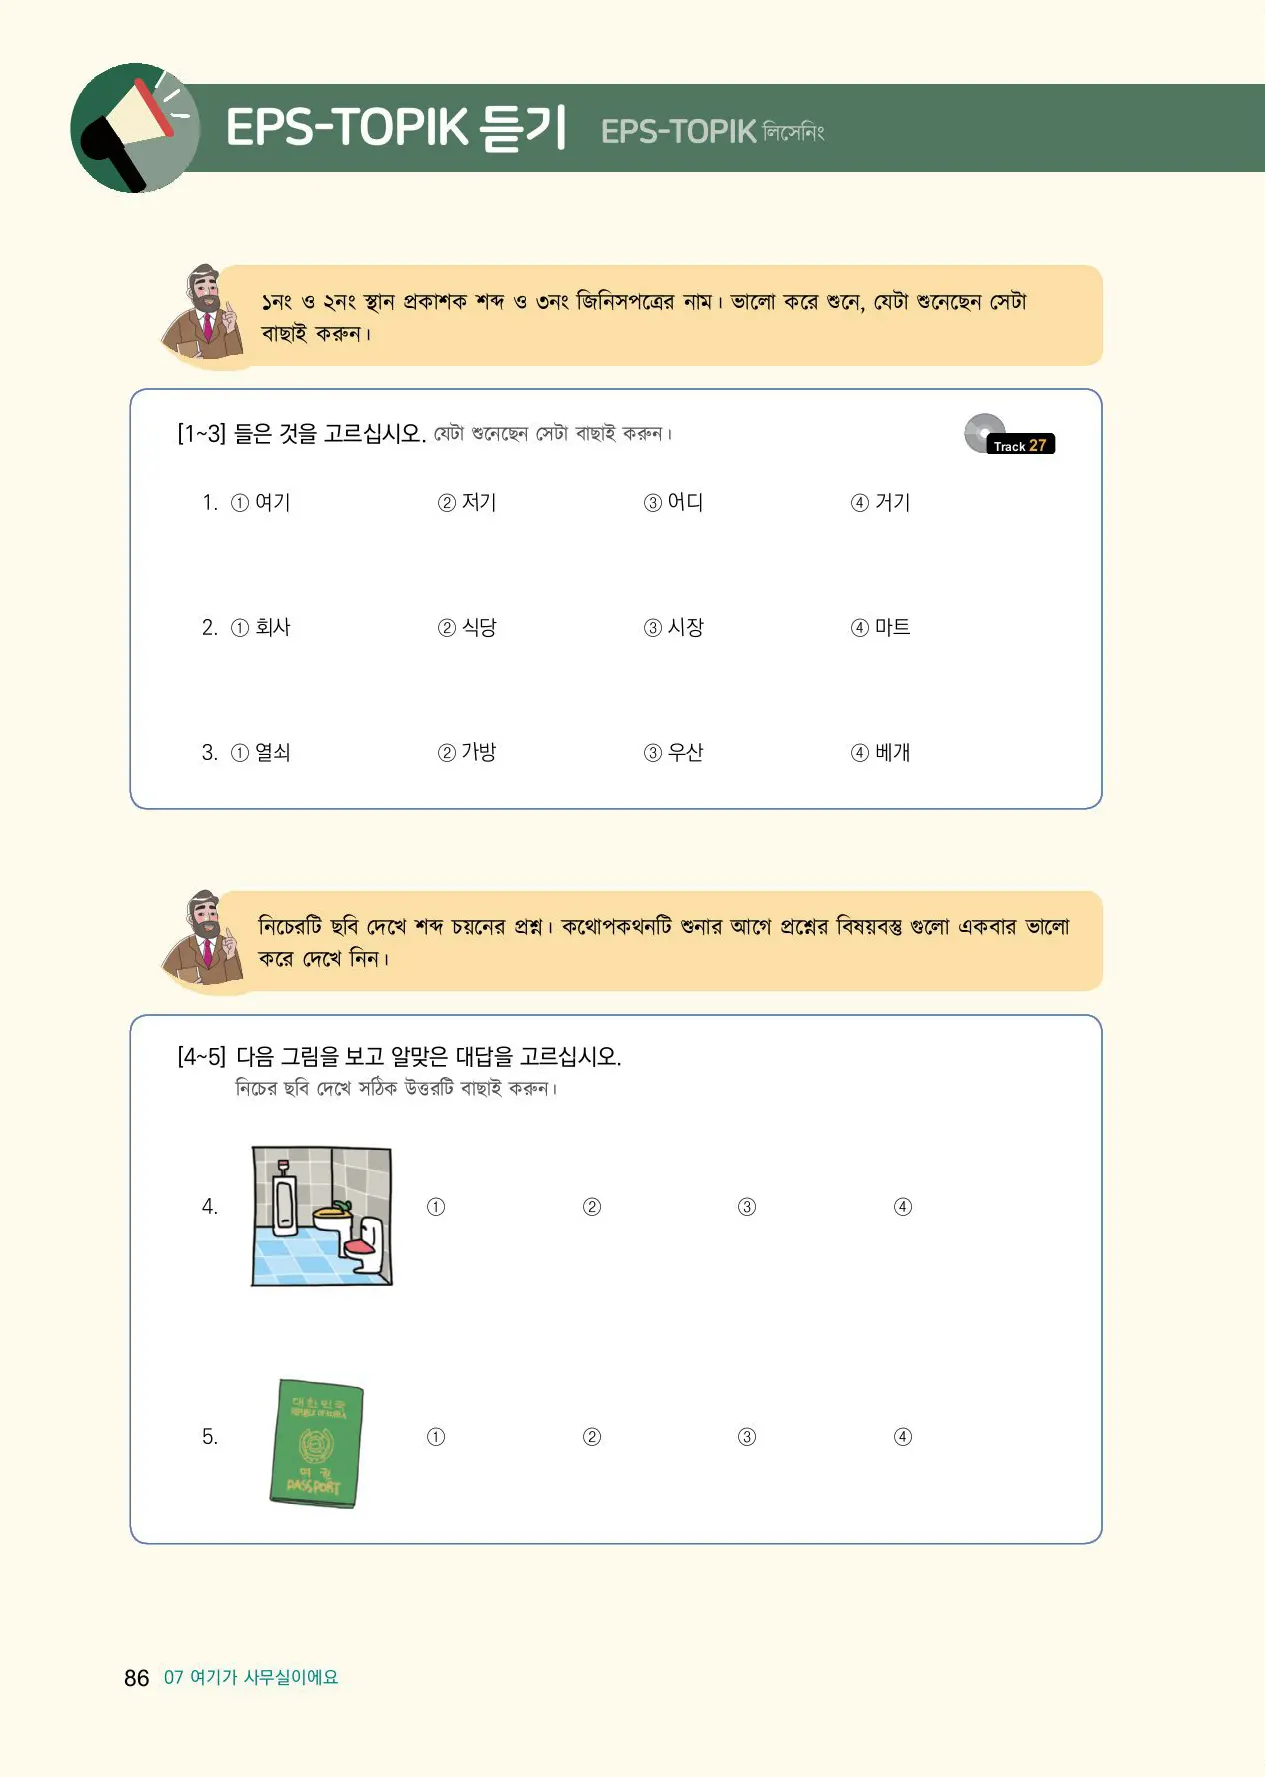 EPS-TOPIK 듣기 EPS-TOPIK লিসেনিং
১নং ও ২নং স্থান প্রকাশক শব্দ ও ৩নং জিনিসপত্রের নাম। ভালো করে শুনে, যেটা শুনেছেন সেটা
বাছাই করুন।
[1~3] 들은 것을 고르십시오. যেটা শুনেছেন সেটা বাছাই করুন।
Track 27
1. ① 여기 ② 저기 ③ 어디 ④ 거기
2. ① 회사 ② 식당 ③ 시장 ④ 마트
3. ① 열쇠 ② 가방 ③ 우산 ④ 베개
নিচেরটি ছবি দেখে শব্দ চয়নের প্রশ্ন। কথোপকথনটি শুনার আগে প্রশ্নের বিষয়বস্তু গুলো একবার ভালো
করে দেখে নিন।
[4~5] 다음 그림을 보고 알맞은 대답을 고르십시오.
নিচের ছবি দেখে সঠিক উত্তরটি বাছাই করুন।
4. ① ② ③ ④
대한민국
REPUBLIC OF KOREA
여권
PASSPORT
5. ① ② ③ ④
86 07 여기가 사무실이에요